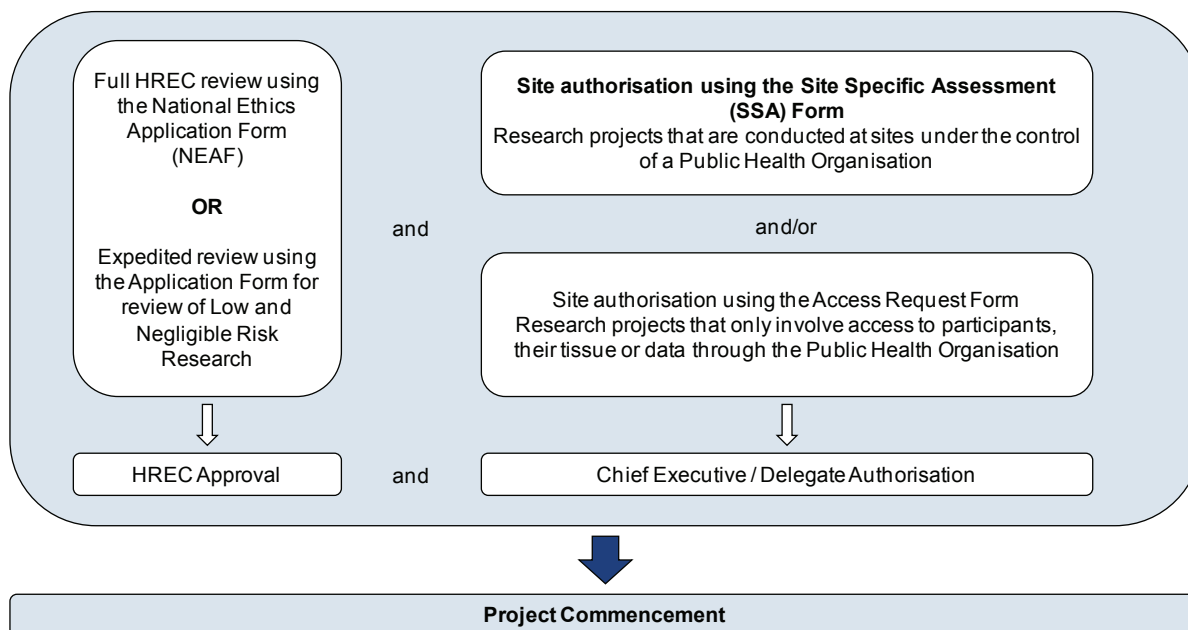 Full HREC review using
the National Ethics
Application Form
(NEAF)
OR
Expedited review using
the Application Form for
review of Low and
Negligible Risk
Research
and
Site authorisation using the Site Specific Assessment
(SSA) Form
Research projects that are conducted at sites under the control
of a Public Health Organisation
and/or
Site authorisation using the Access Request Form
Research projects that only involve access to participants,
their tissue or data through the Public Health Organisation
HREC Approval
and
Chief Executive / Delegate Authorisation
Project Commencement